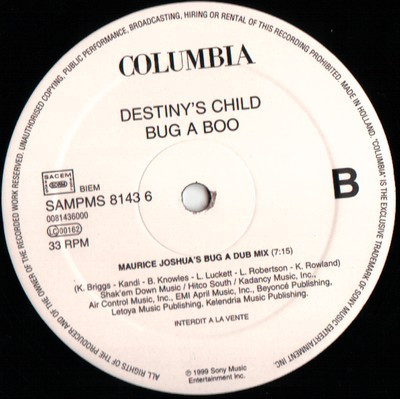 ALL RIGHTS OF THE PRODUCER AND OF THE OWNER OF THE RECORDED WORK RESERVED. UNAUTHORISED COPYING, PUBLIC PERFORMANCE, BROADCASTING, HIRING OR RENTAL OF THIS RECORDING PROHIBITED. MADE IN HOLLAND. "COLUMBIA" IS THE EXCLUSIVE TRADEMARK OF SONY MUSIC ENTERTAINMENT INC.
COLUMBIA
DESTINY'S CHILD
BUG A BOO
SACEM
BIEM
SAMPMS 8143 6
0081436000
LC 00162
33 RPM
B
MAURICE JOSHUA'S BUG A DUB MIX (7:15)
(K. Briggs - Kandi - B. Knowles - L. Luckett - L. Robertson - K. Rowland)
Shak'em Down Music / Hitco South / Kadancy Music, Inc.,
Air Control Music, Inc., EMI April Music, Inc., Beyoncé Publishing,
Letoya Music Publishing, Kelendria Music Publishing.
INTERDIT A LA VENTE
℗ 1999 Sony Music
Entertainment Inc.